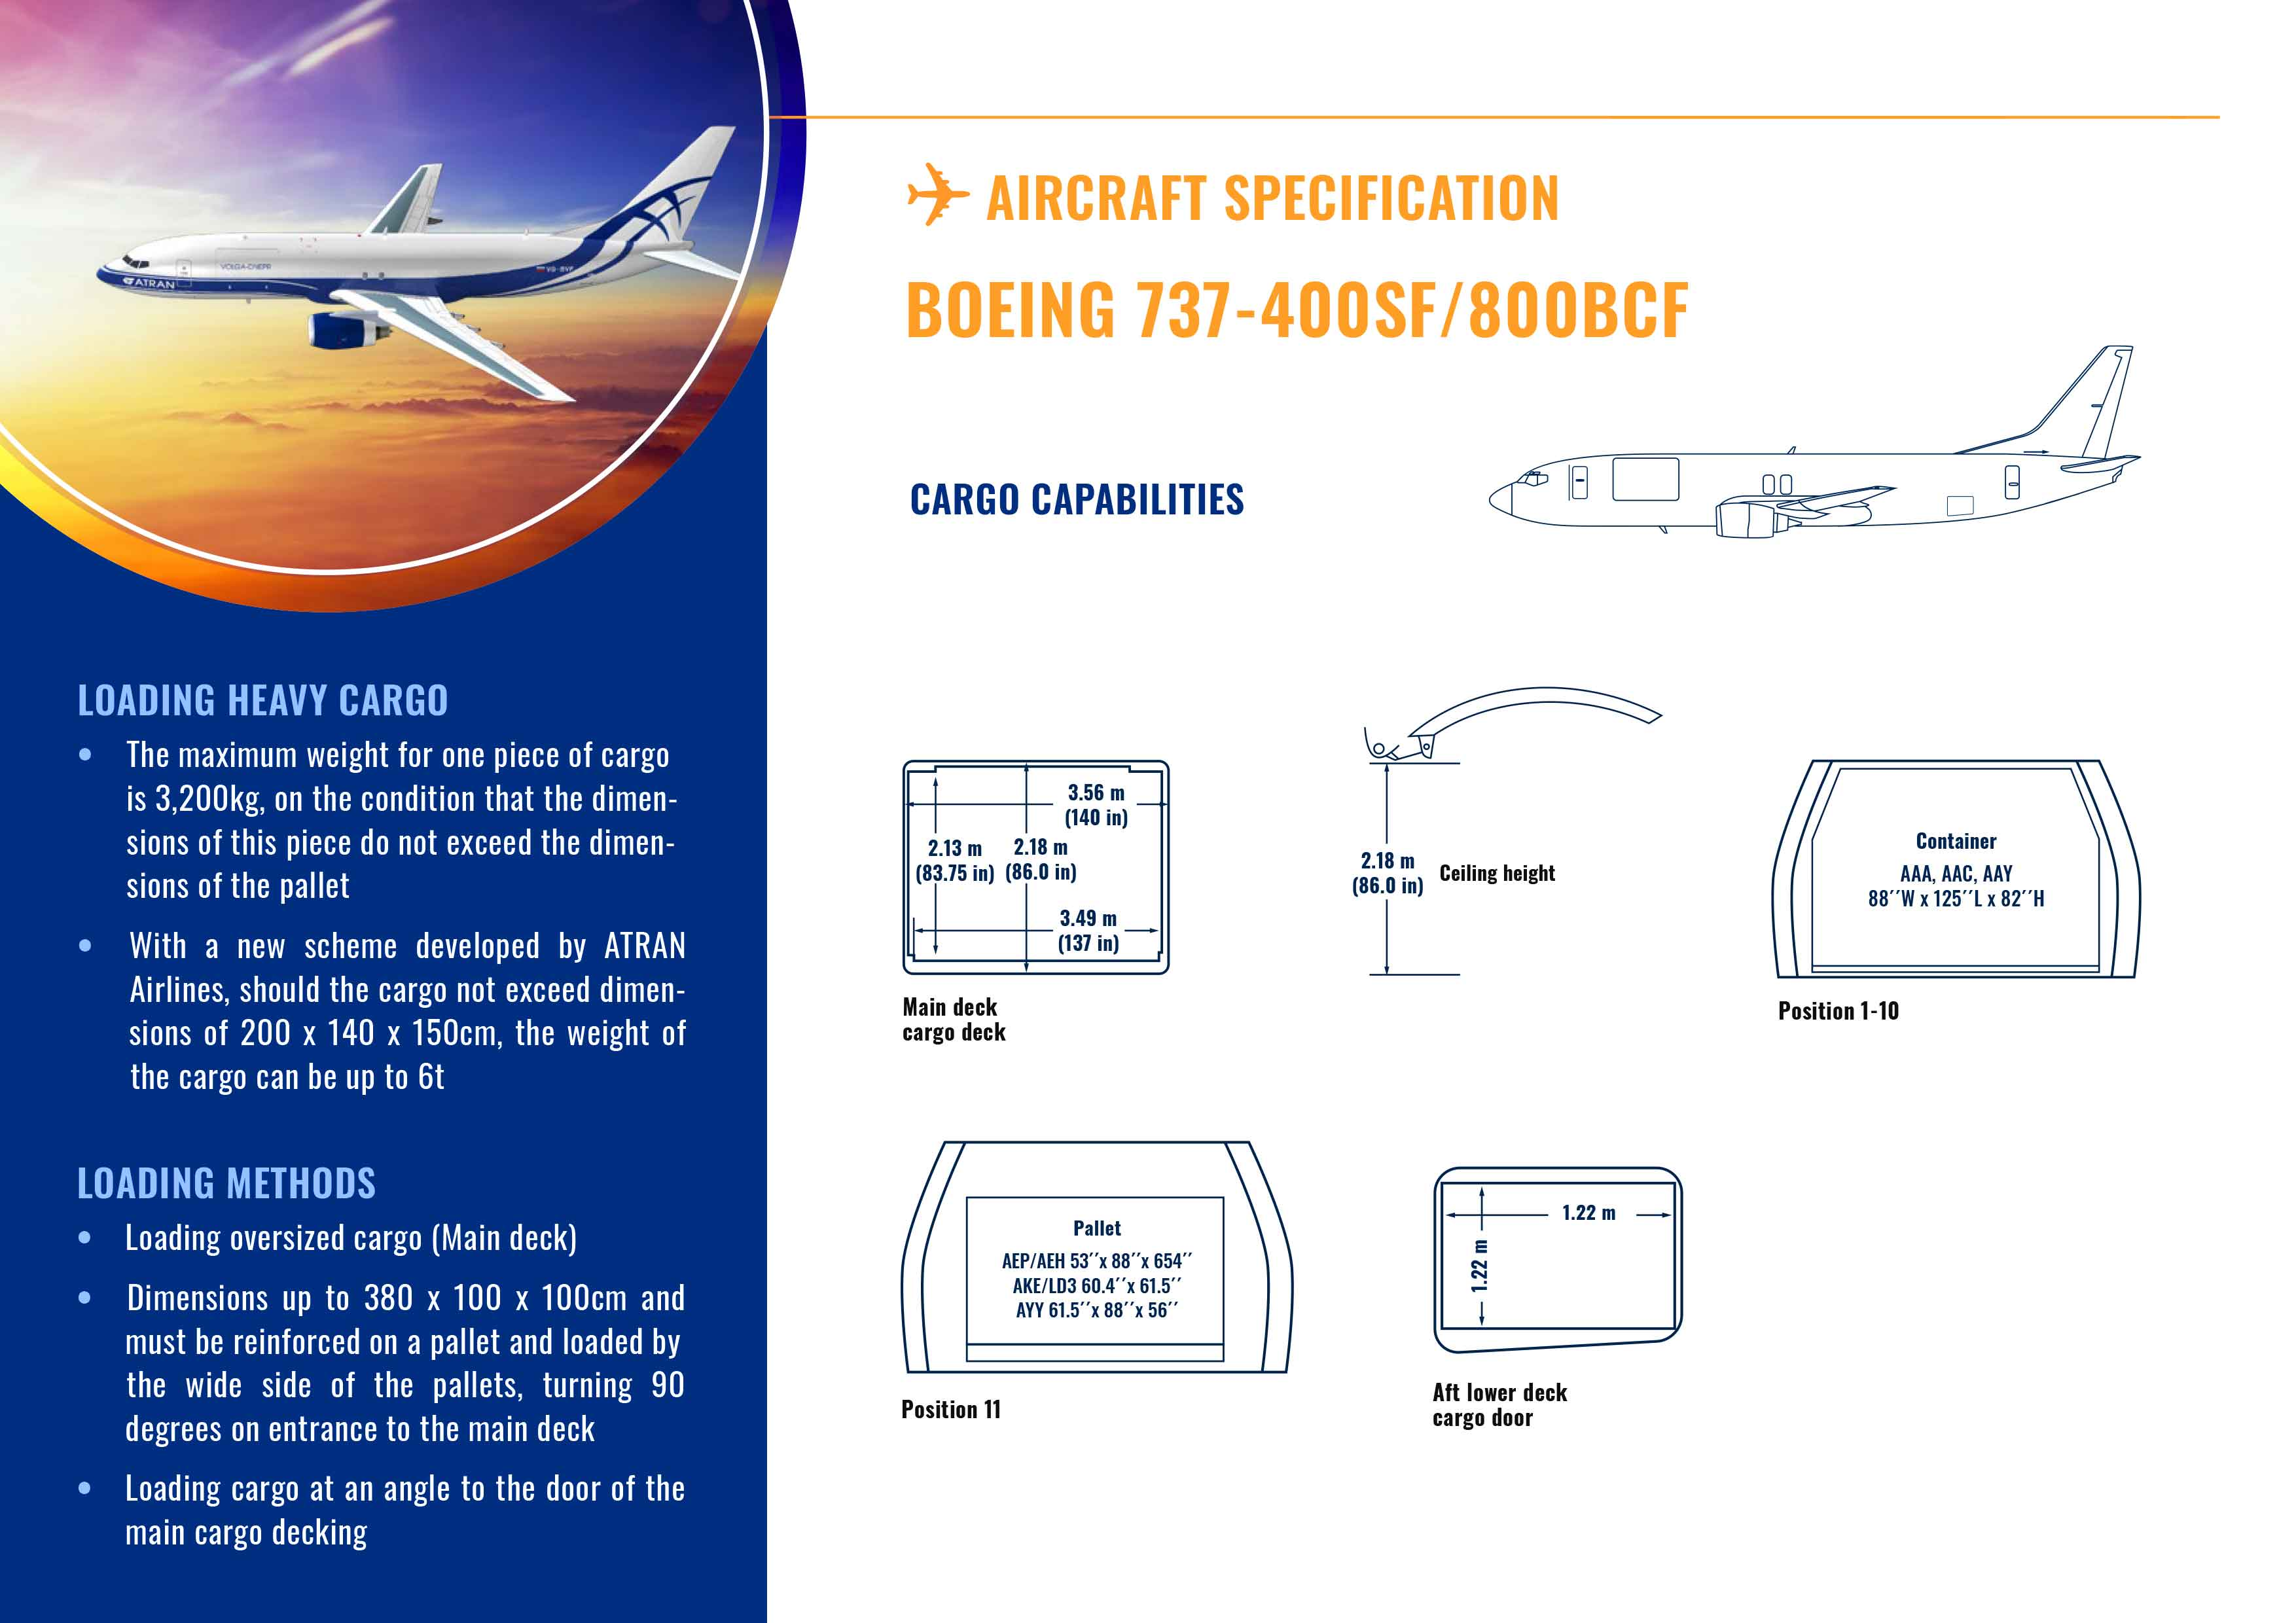 VOLGA-DNEPR
ATRAN
VQ-BVF
AIRCRAFT SPECIFICATION
BOEING 737-400SF/800BCF
CARGO CAPABILITIES
LOADING HEAVY CARGO
• The maximum weight for one piece of cargo
is 3,200kg, on the condition that the dimen-
sions of this piece do not exceed the dimen-
sions of the pallet
• With a new scheme developed by ATRAN
Airlines, should the cargo not exceed dimen-
sions of 200 x 140 x 150cm, the weight of
the cargo can be up to 6t
LOADING METHODS
• Loading oversized cargo (Main deck)
• Dimensions up to 380 x 100 x 100cm and
must be reinforced on a pallet and loaded by
the wide side of the pallets, turning 90
degrees on entrance to the main deck
• Loading cargo at an angle to the door of the
main cargo decking
3.56 m
(140 in)
2.13 m
(83.75 in)
2.18 m
(86.0 in)
3.49 m
(137 in)
Main deck
cargo deck
2.18 m
(86.0 in)
Ceiling height
Container
AAA, AAC, AAY
88´´W x 125´´L x 82´´H
Position 1-10
Pallet
AEP/AEH 53´´x 88´´x 654´´
AKE/LD3 60.4´´x 61.5´´
AYY 61.5´´x 88´´x 56´´
Position 11
1.22 m
1.22 m
Aft lower deck
cargo door